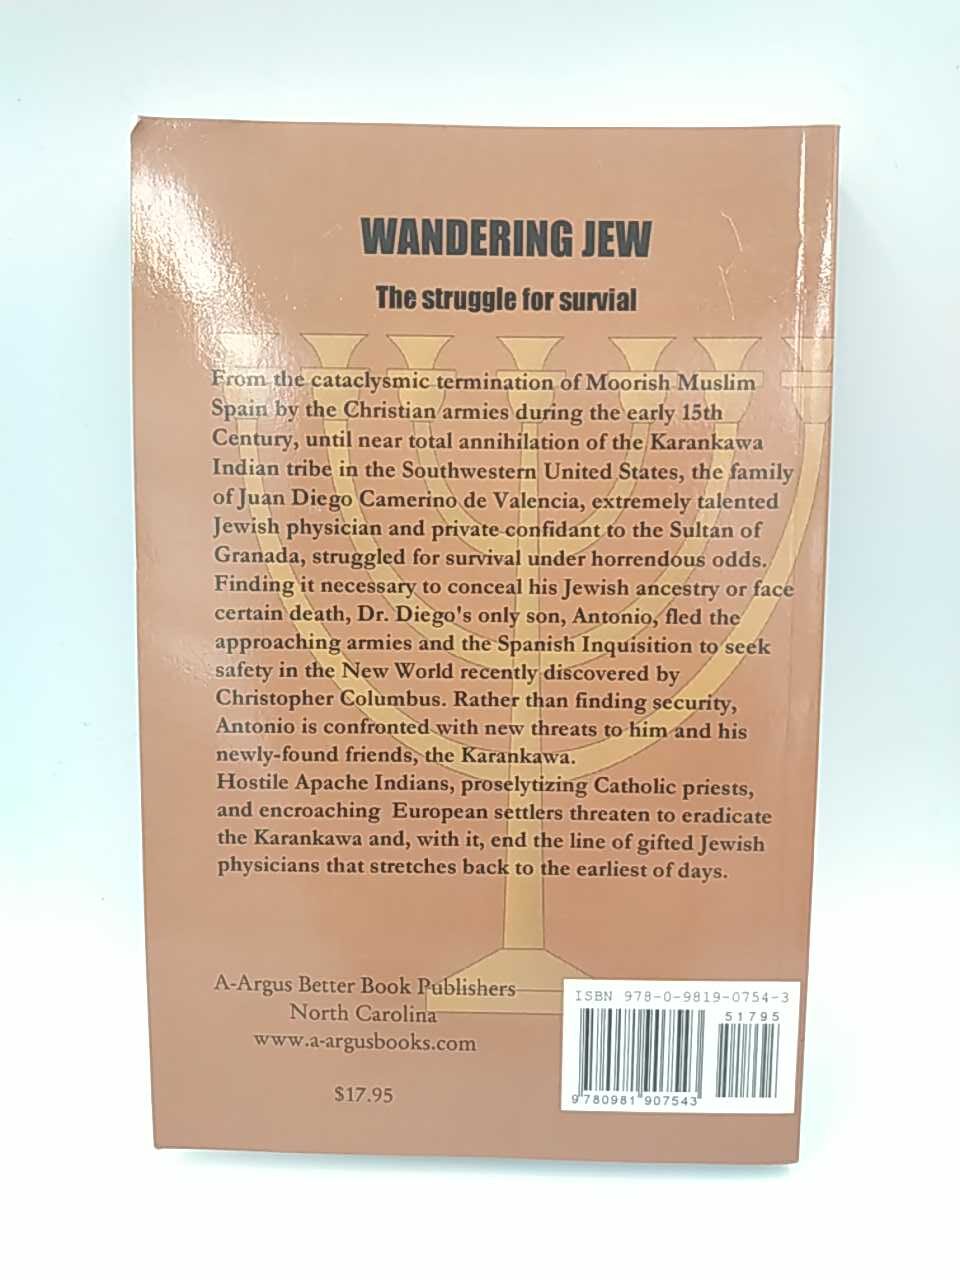 WANDERING JEW
The struggle for survial
From the cataclysmic termination of Moorish Muslim
Spain by the Christian armies during the early 15th
Century, until near total annihilation of the Karankawa
Indian tribe in the Southwestern United States, the family
of Juan Diego Camerino de Valencia, extremely talented
Jewish physician and private confidant to the Sultan of
Granada, struggled for survival under horrendous odds.
Finding it necessary to conceal his Jewish ancestry or face
certain death, Dr. Diego's only son, Antonio, fled the
approaching armies and the Spanish Inquisition to seek
safety in the New World recently discovered by
Christopher Columbus. Rather than finding security,
Antonio is confronted with new threats to him and his
newly-found friends, the Karankawa.
Hostile Apache Indians, proselytizing Catholic priests,
and encroaching European settlers threaten to eradicate
the Karankawa and, with it, end the line of gifted Jewish
physicians that stretches back to the earliest of days.
A-Argus Better Book Publishers
North Carolina
www.a-argusbooks.com
$17.95
ISBN 978-0-9819-0754-3
51795
9 780981 907543